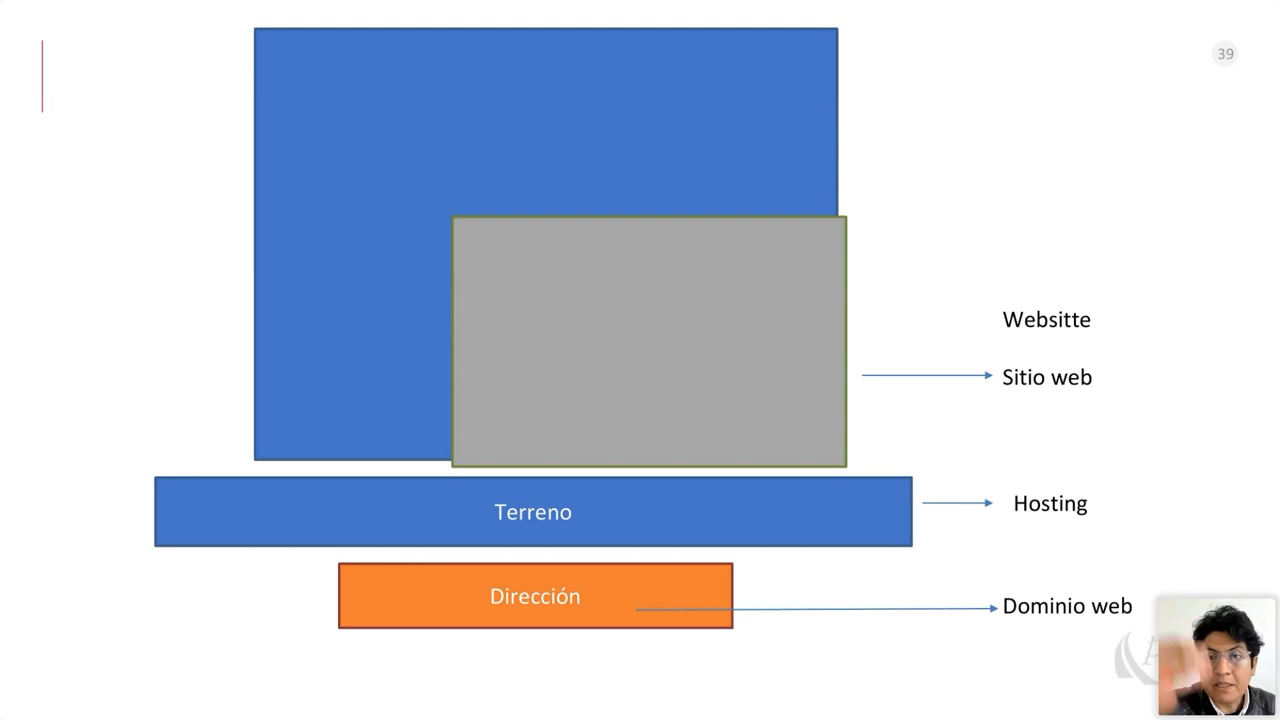 39
Websitte
Sitio web
Terreno
Hosting
Dirección
Dominio web